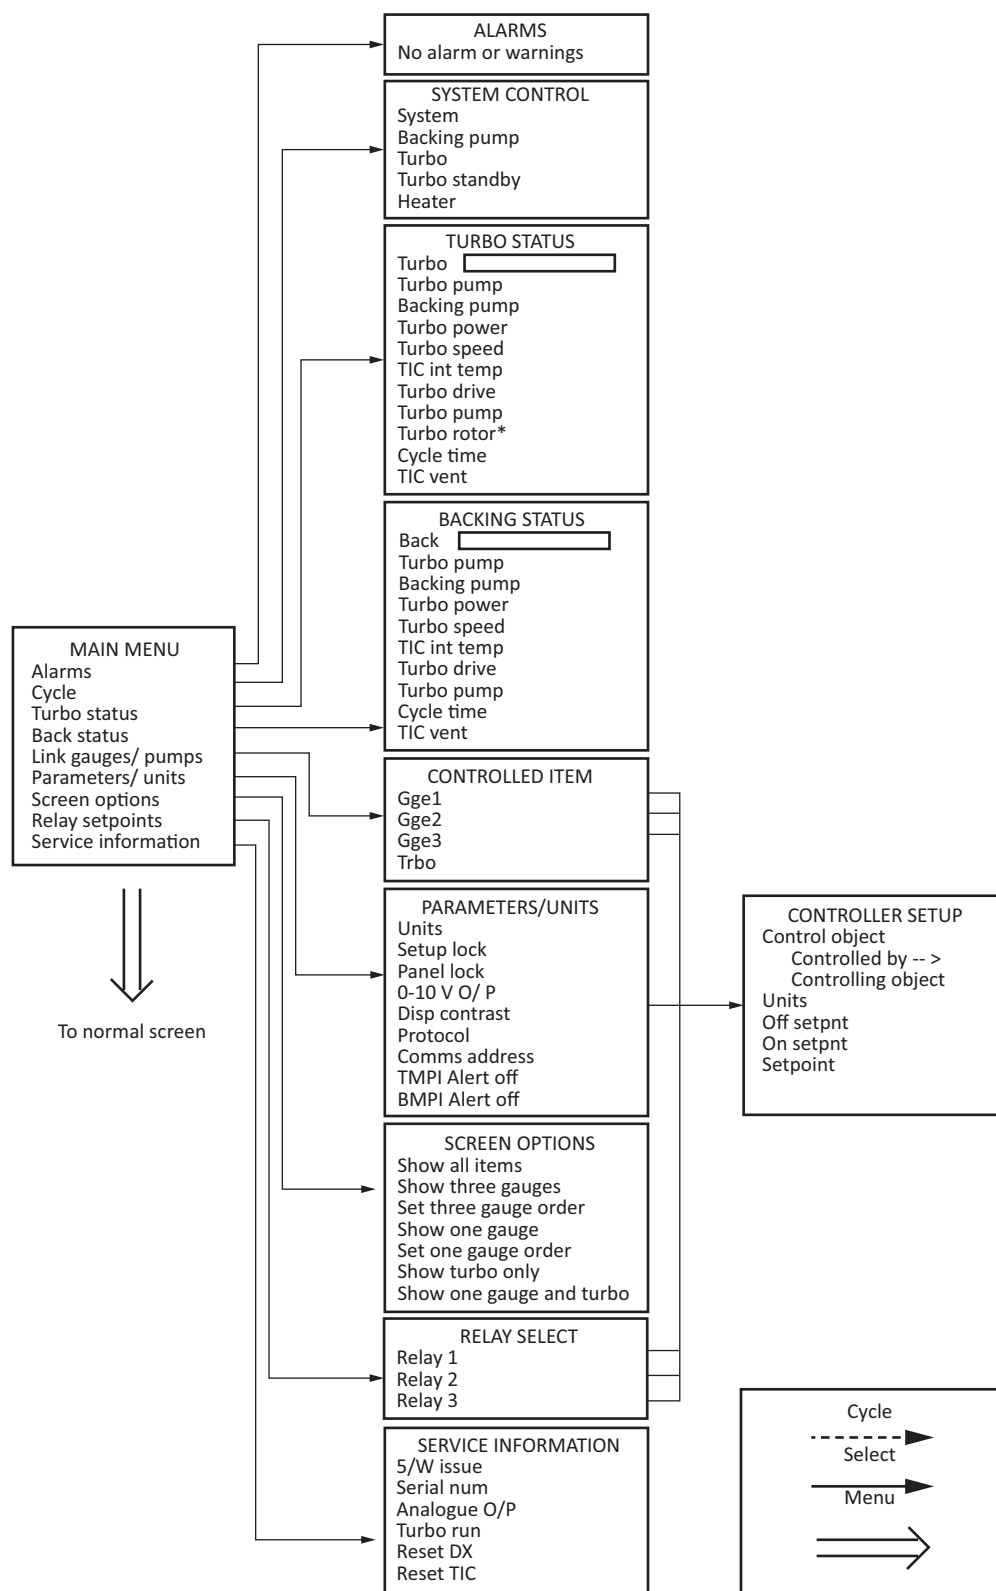 ALARMS
No alarm or warnings
SYSTEM CONTROL
System
Backing pump
Turbo
Turbo standby
Heater
TURBO STATUS
Turbo
Turbo pump
Backing pump
Turbo power
Turbo speed
TIC int temp
Turbo drive
Turbo pump
Turbo rotor*
Cycle time
TIC vent
BACKING STATUS
Back
Turbo pump
Backing pump
Turbo power
Turbo speed
TIC int temp
Turbo drive
Turbo pump
Cycle time
TIC vent
MAIN MENU
Alarms
Cycle
Turbo status
Back status
Link gauges/ pumps
Parameters/ units
Screen options
Relay setpoints
Service information
To normal screen
CONTROLLED ITEM
Gge1
Gge2
Gge3
Trbo
PARAMETERS/UNITS
Units
Setup lock
Panel lock
0-10 V O/ P
Disp contrast
Protocol
Comms address
TMPI Alert off
BMPI Alert off
CONTROLLER SETUP
Control object
Controlled by -- >
Controlling object
Units
Off setpnt
On setpnt
Setpoint
SCREEN OPTIONS
Show all items
Show three gauges
Set three gauge order
Show one gauge
Set one gauge order
Show turbo only
Show one gauge and turbo
RELAY SELECT
Relay 1
Relay 2
Relay 3
SERVICE INFORMATION
5/W issue
Serial num
Analogue O/P
Turbo run
Reset DX
Reset TIC
Cycle
Select
Menu